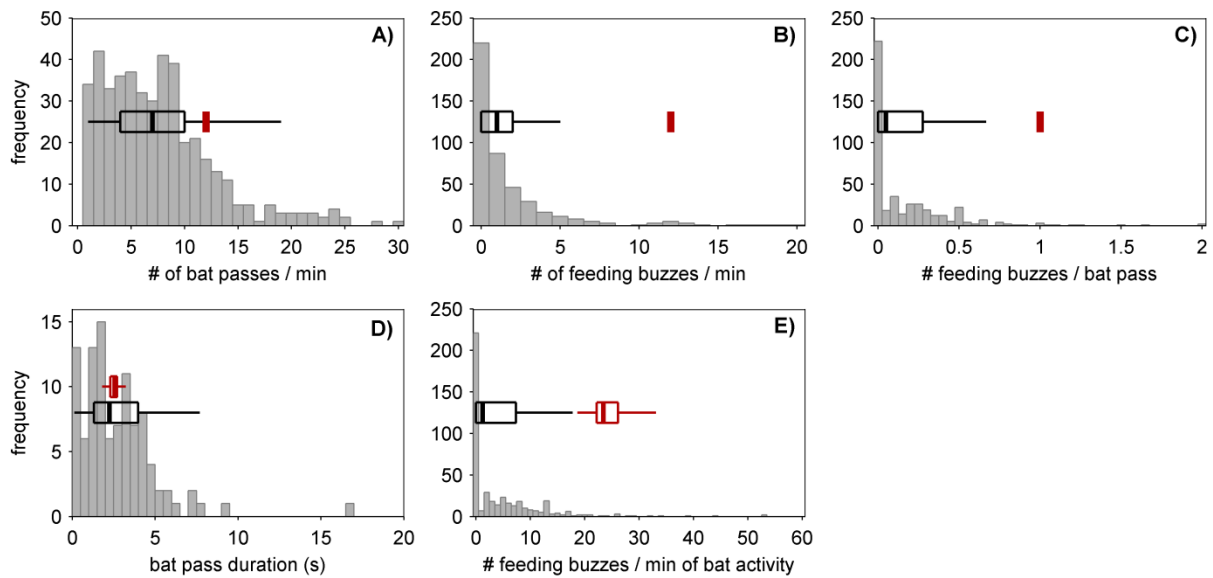 A)
50
40
30
20
10
0
frequency
0 5 10 15 20 25 30
# of bat passes / min
B)
250
200
150
100
50
0
0 5 10 15 20
# of feeding buzzes / min
C)
250
200
150
100
50
0
0 0.5 1 1.5 2
# feeding buzzes / bat pass
D)
15
10
5
0
frequency
0 5 10 15 20
bat pass duration (s)
E)
250
200
150
100
50
0
0 10 20 30 40 50 60
# feeding buzzes / min of bat activity